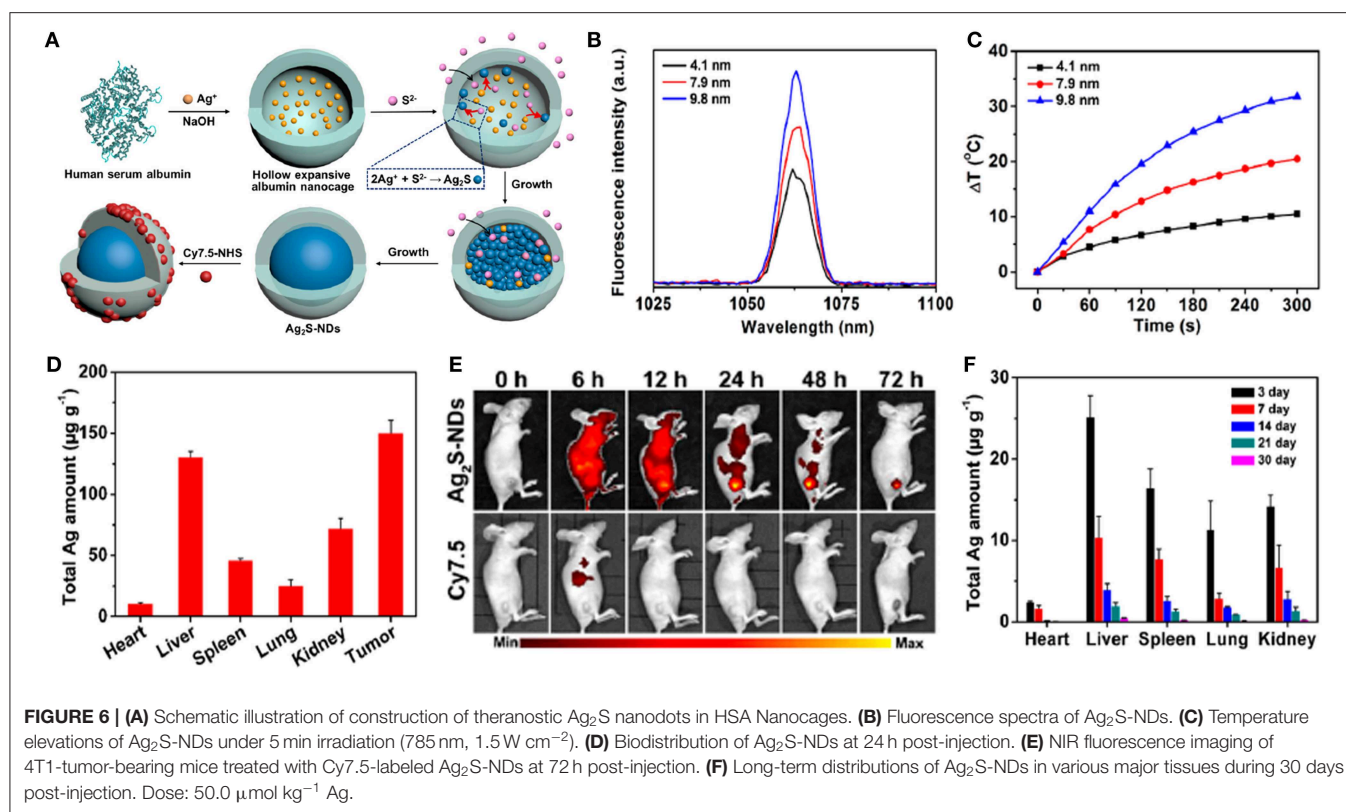 (A)
Ag⁺
NaOH
S²⁻
Human serum albumin
Hollow expansive
albumin nanocage
2Ag⁺ + S²⁻→ Ag₂S
Growth
Cy7.5-NHS
Growth
Ag₂S-NDs
(B)
Fluorescence intensity (a.u.)
4.1 nm
7.9 nm
9.8 nm
1025 1050 1075 1100
Wavelength (nm)
(C)
ΔT (°C)
40
30
20
10
0
4.1 nm
7.9 nm
9.8 nm
0 60 120 180 240 300
Time (s)
(D)
Total Ag amount (µg g⁻¹)
200
150
100
50
0
Heart Liver Spleen Lung Kidney Tumor
(E)
0 h 6 h 12 h 24 h 48 h 72 h
Ag₂S-NDs
Cy7.5
Min Max
(F)
Total Ag amount (µg g⁻¹)
30
20
10
0
3 day
7 day
14 day
21 day
30 day
Heart Liver Spleen Lung Kidney
FIGURE 6 | (A) Schematic illustration of construction of theranostic Ag₂S nanodots in HSA Nanocages. (B) Fluorescence spectra of Ag₂S-NDs. (C) Temperature
elevations of Ag₂S-NDs under 5 min irradiation (785 nm, 1.5 W cm⁻²). (D) Biodistribution of Ag₂S-NDs at 24 h post-injection. (E) NIR fluorescence imaging of
4T1-tumor-bearing mice treated with Cy7.5-labeled Ag₂S-NDs at 72 h post-injection. (F) Long-term distributions of Ag₂S-NDs in various major tissues during 30 days
post-injection. Dose: 50.0 µmol kg⁻¹ Ag.